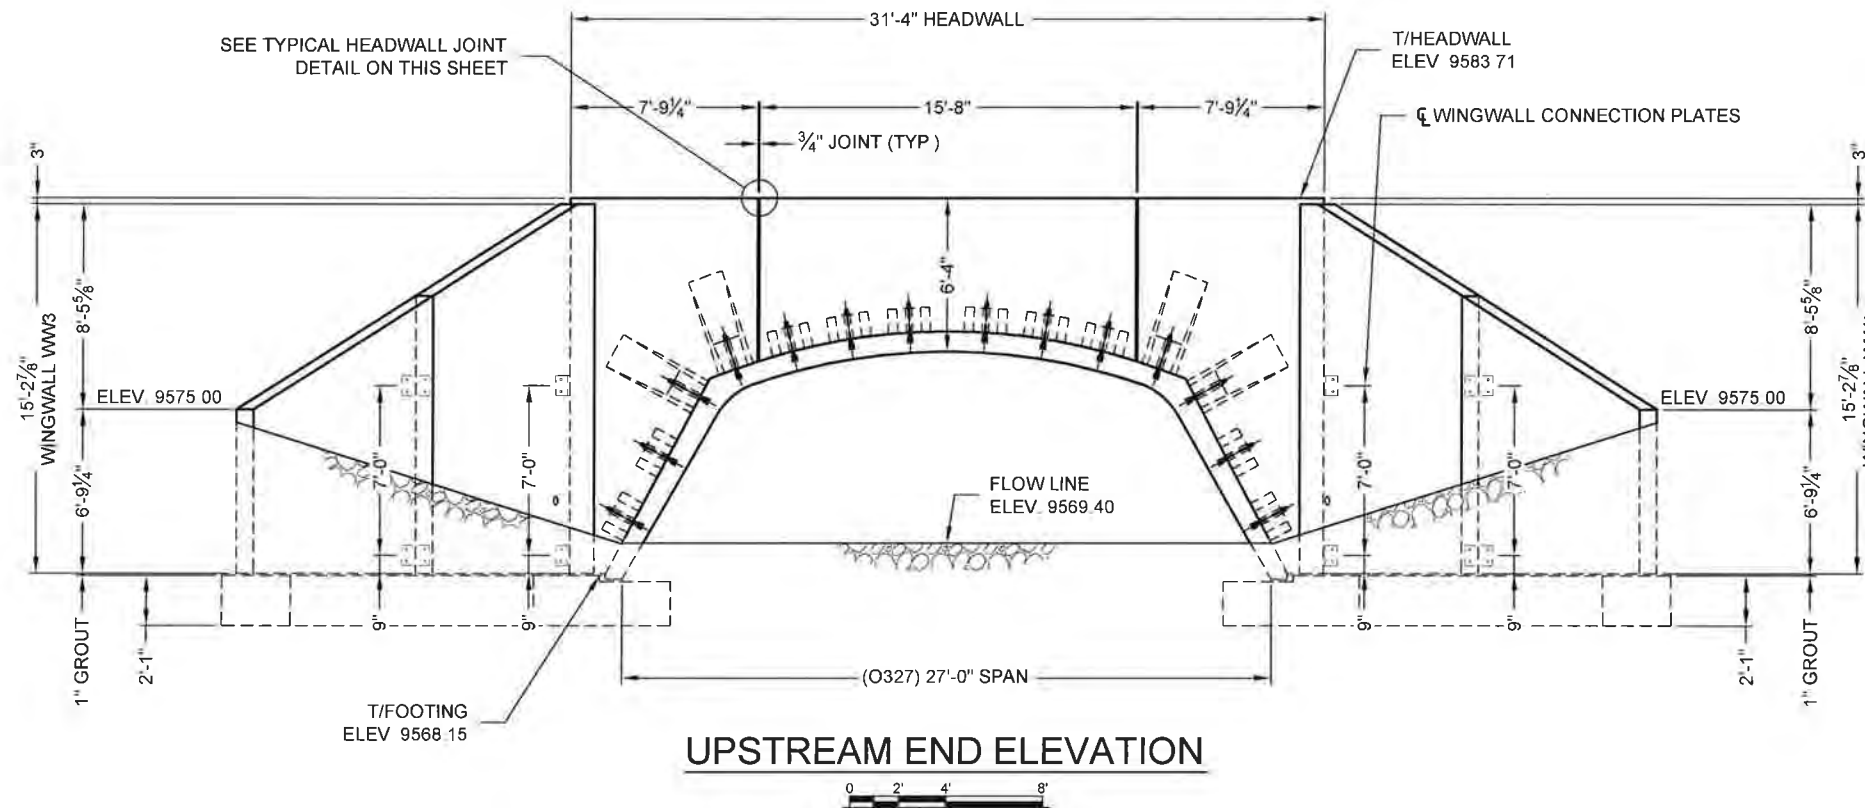 31'-4" HEADWALL
SEE TYPICAL HEADWALL JOINT
DETAIL ON THIS SHEET
T/HEADWALL
ELEV 9583 71
7'-9¼"
15'-8"
7'-9¼"
℄ WINGWALL CONNECTION PLATES
¾" JOINT (TYP )
3"
3"
6'-4"
15'-2⅞"
WINGWALL WW3
8'-5⅝"
8'-5⅝"
15'-2⅞"
ELEV. 9575 00
ELEV. 9575 00
6'-9¼"
7'-0"
7'-0"
7'-0"
7'-0"
6'-9¼"
FLOW LINE
ELEV. 9569.40
1" GROUT
2'-1"
9"
9"
9"
9"
2'-1"
1" GROUT
(O327) 27'-0" SPAN
T/FOOTING
ELEV 9568.15
UPSTREAM END ELEVATION
0 2' 4' 8'